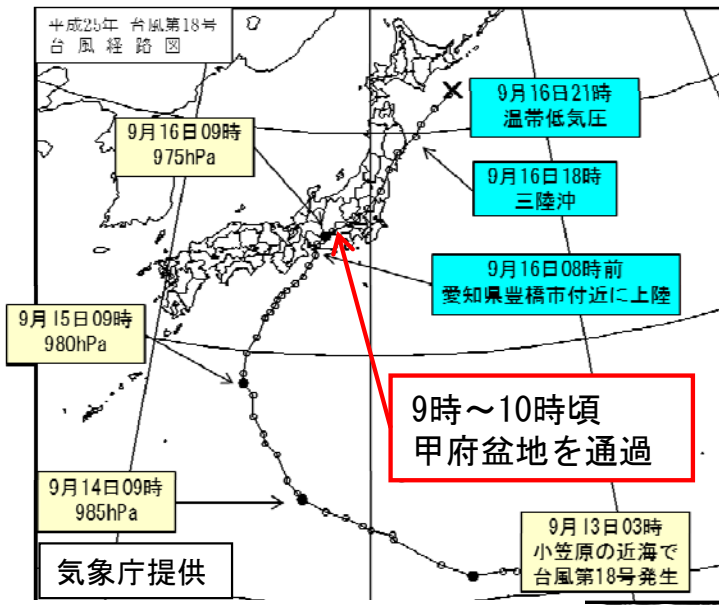 平成25年 台風第18号
台風経路図
9月16日21時
温帯低気圧
9月16日09時
975hPa
9月16日18時
三陸沖
9月16日08時前
愛知県豊橋市付近に上陸
9月15日09時
980hPa
9時～10時頃
甲府盆地を通過
9月14日09時
985hPa
9月13日03時
小笠原の近海で
台風第18号発生
気象庁提供